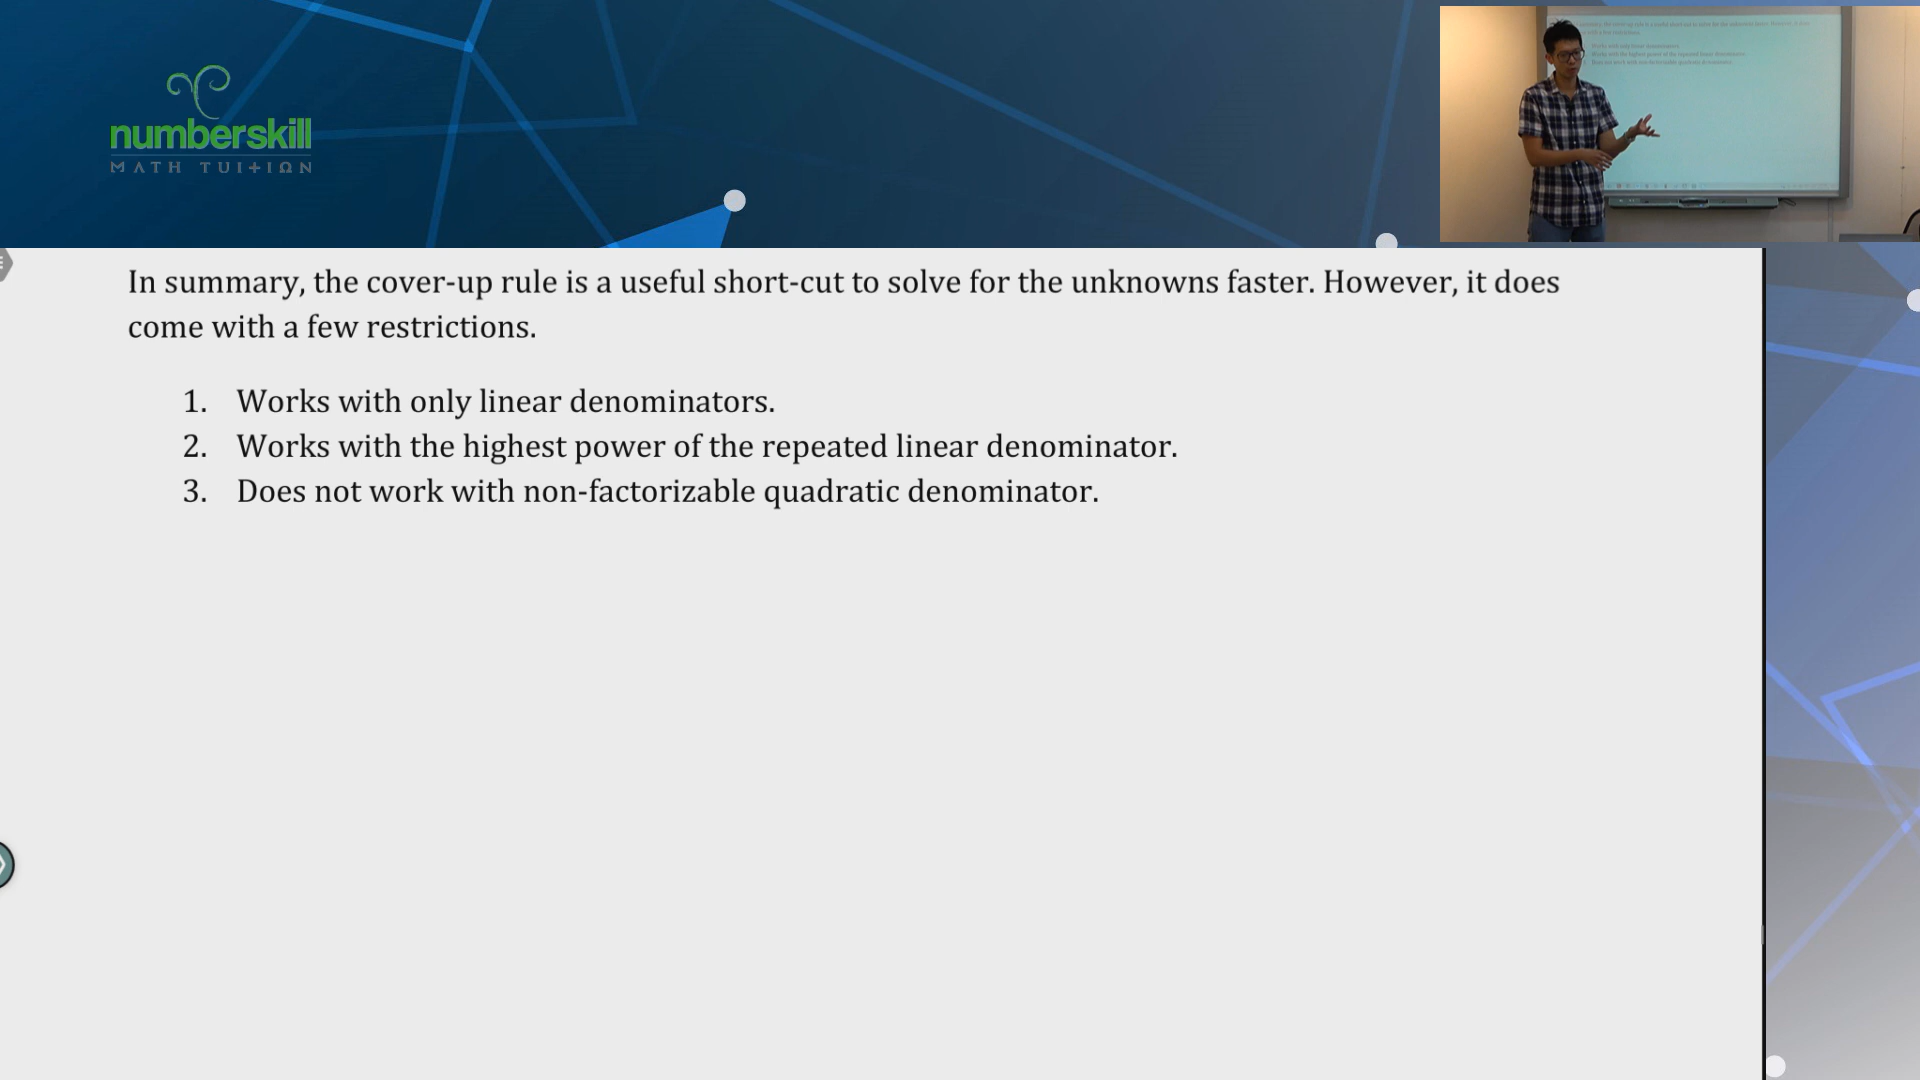 numberskill
MATH TUITION
In summary, the cover-up rule is a useful short-cut to solve for the unknowns faster. However, it does
come with a few restrictions.
1. Works with only linear denominators.
2. Works with the highest power of the repeated linear denominator.
3. Does not work with non-factorizable quadratic denominator.